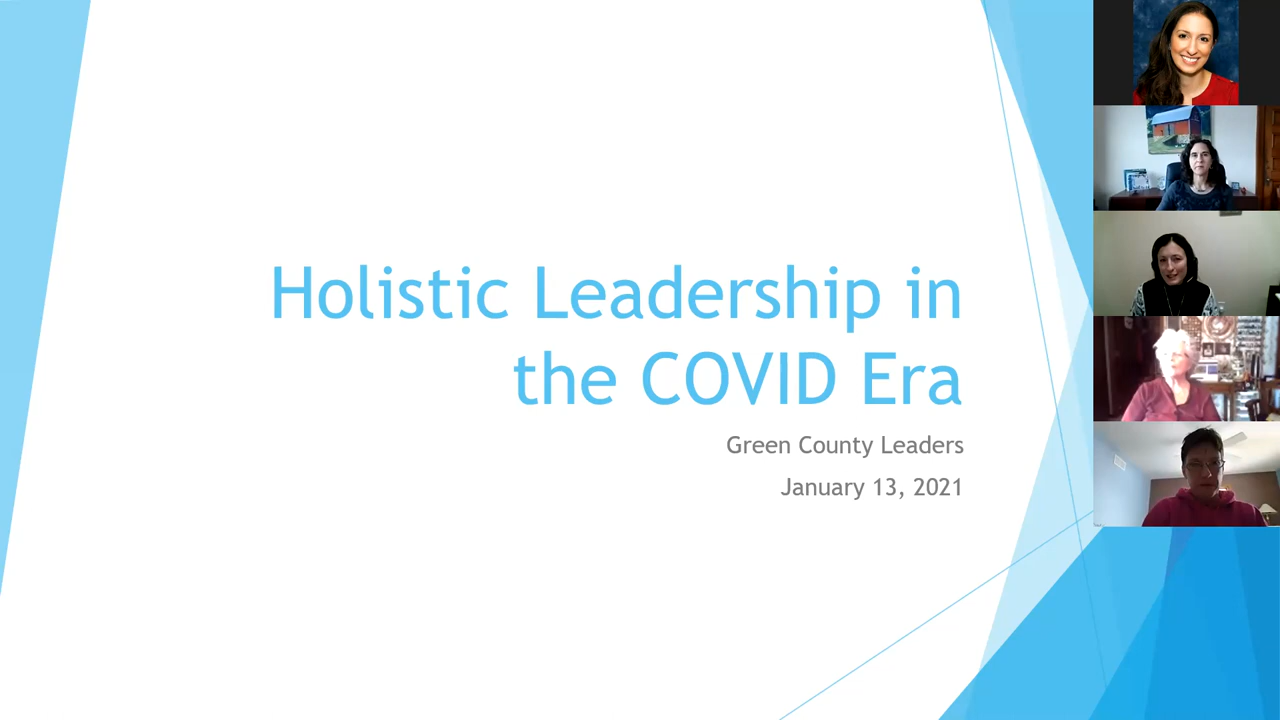 Holistic Leadership in
the COVID Era
Green County Leaders
January 13, 2021